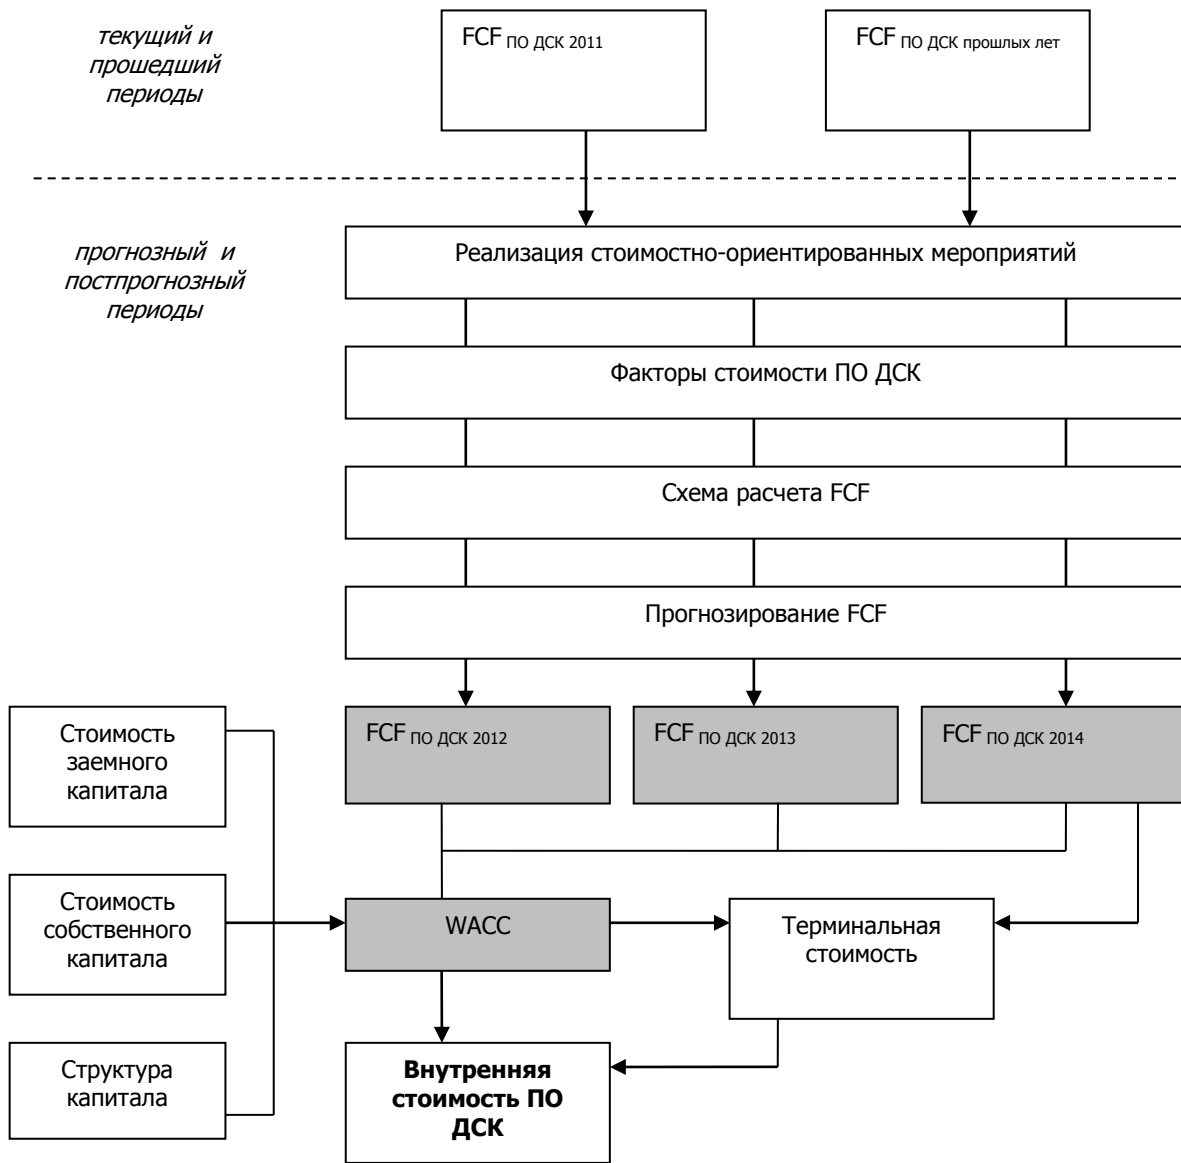 текущий и
прошедший
периоды
FCF ПО ДСК 2011
FCF ПО ДСК прошлых лет
прогнозный и
постпрогнозный
периоды
Реализация стоимостно-ориентированных мероприятий
Факторы стоимости ПО ДСК
Схема расчета FCF
Прогнозирование FCF
FCF ПО ДСК 2012
FCF ПО ДСК 2013
FCF ПО ДСК 2014
Стоимость
заемного
капитала
Стоимость
собственного
капитала
Структура
капитала
WACC
Терминальная
стоимость
Внутренняя
стоимость ПО
ДСК